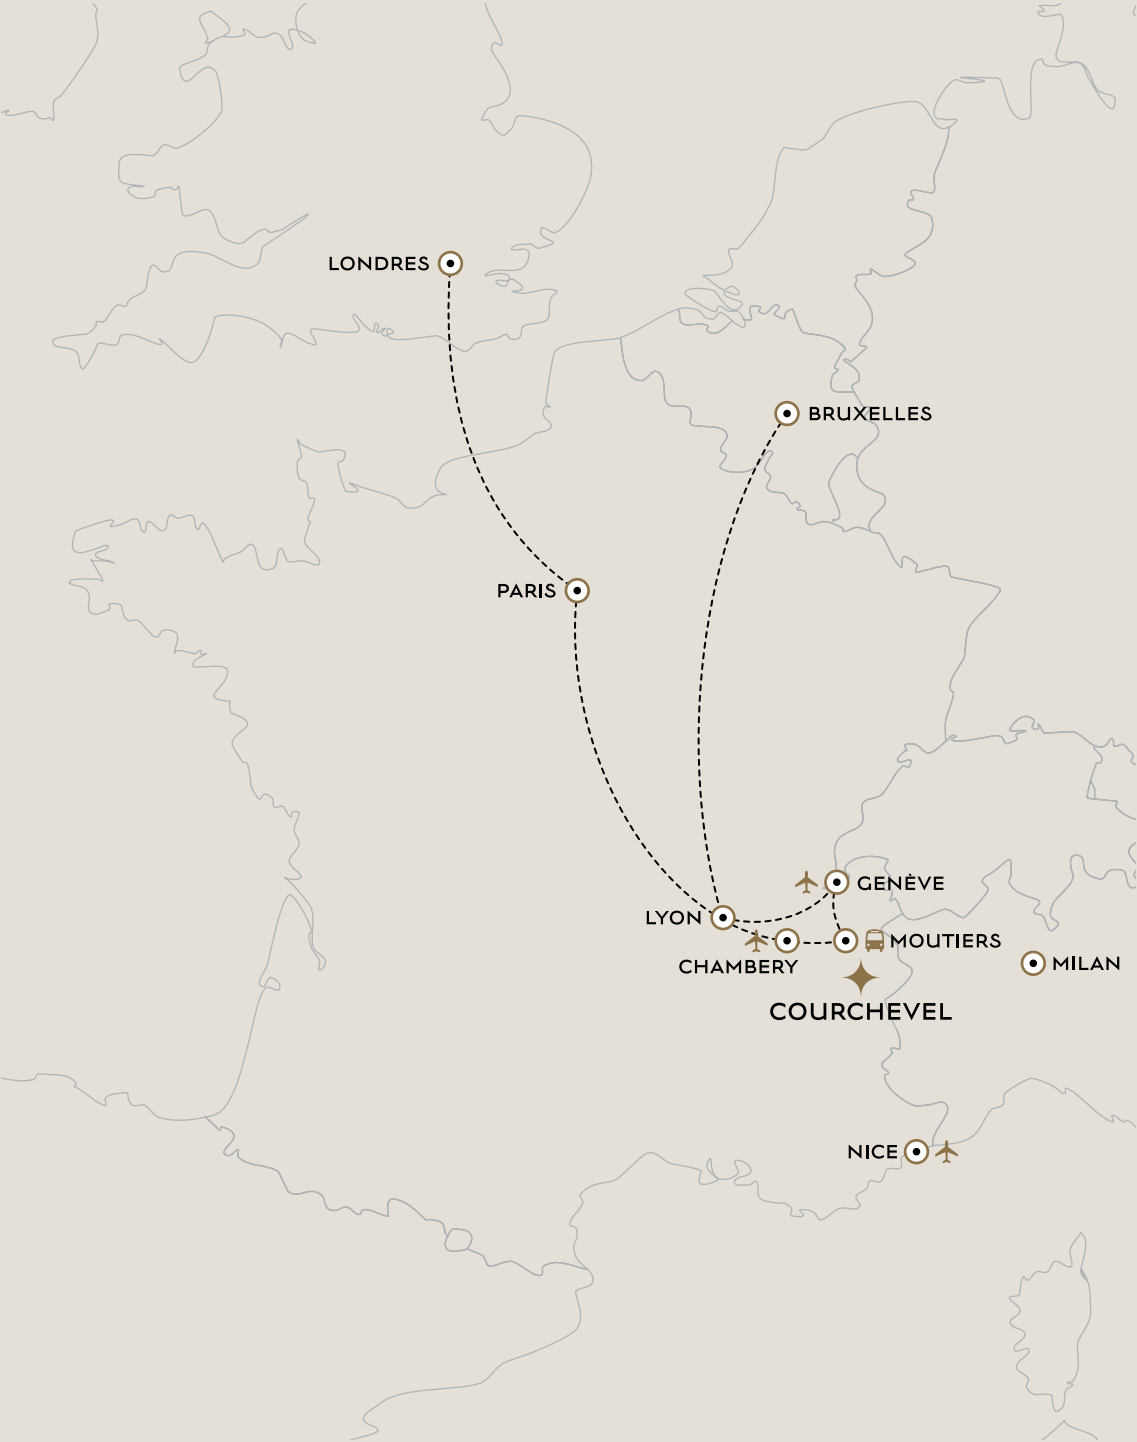 LONDRES
BRUXELLES
PARIS
GENÈVE
LYON
MOUTIERS
CHAMBERY
MILAN
COURCHEVEL
NICE